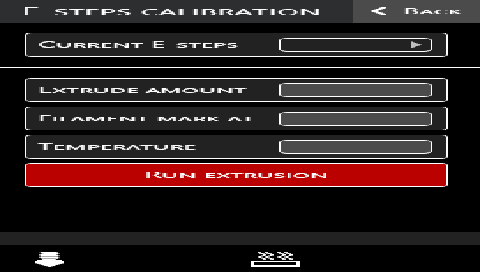 E steps calibration
Back
Current E steps
Extrude amount
Filament mark at
Temperature
Run extrusion